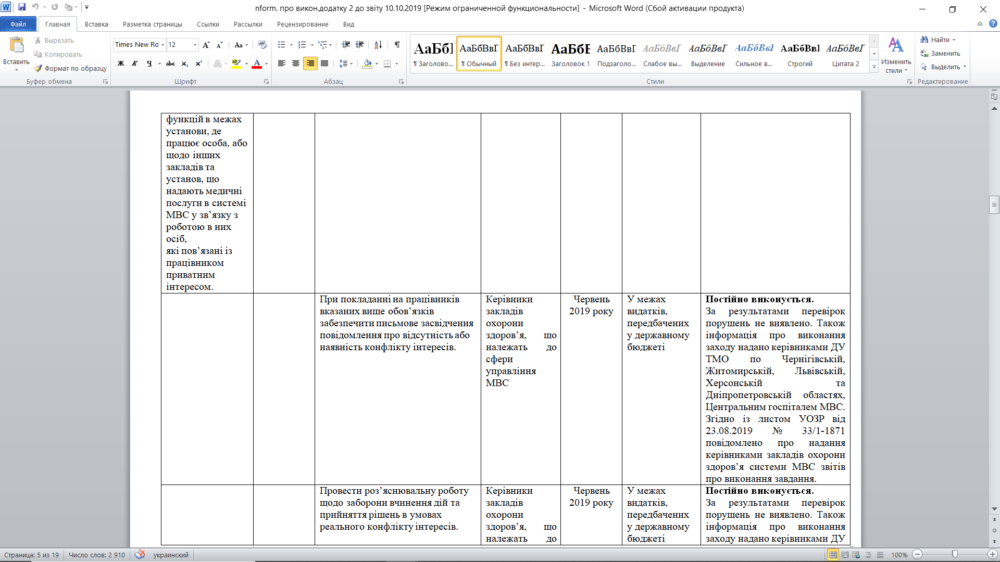 nform. про викон.додатку 2 до звіту 10.10.2019 [Режим ограниченной функциональности] - Microsoft Word (Сбой активации продукта)
Файл
Главная
Вставка
Разметка страницы
Ссылки
Рассылки
Рецензирование
Вид
Вставить
Вырезать
Копировать
Формат по образцу
Буфер обмена
Times New Ro
12
Шрифт
Абзац
АаБбІ
¶ Заголово...
АаБбВвГ
¶ Обычный
АаБбВвГ
¶ Без интер...
АаБбЕ
Заголовок 1
АаБбВвГ
Подзаголо...
АаБбВвГ
Слабое вы...
АаБбВвГ
Выделение
АаБбВвІ
Сильное в...
АаБбВвІ
Строгий
АаБбВвГ
Цитата 2
Стили
Изменить
стили
Найти
Заменить
Выделить
Редактирование
функцій в межах
установи, де
працює особа, або
щодо інших
закладів та
установ, що
надають медичні
послуги в системі
МВС у зв’язку з
роботою в них
осіб,
які пов’язані із
працівником
приватним
інтересом.
При покладанні на працівників
вказаних вище обов’язків
забезпечити письмове засвідчення
повідомлення про відсутність або
наявність конфлікту інтересів.
Керівники
закладів
охорони
здоров’я, що
належать до
сфери
управління
МВС
Червень
2019 року
У межах
видатків,
передбачених
у державному
бюджеті
Постійно виконується.
За результатами перевірок
порушень не виявлено. Також
інформація про виконання
заходу надано керівниками ДУ
ТМО по Чернігівській,
Житомирській, Львівській,
Херсонській та
Дніпропетровській областях,
Центральним госпіталем МВС.
Згідно із листом УОЗР від
23.08.2019 № 33/1-1871
повідомлено про надання
керівниками закладів охорони
здоров’я системи МВС звітів
про виконання завдання.
Провести роз’яснювальну роботу
щодо заборони вчинення дій та
прийняття рішень в умовах
реального конфлікту інтересів.
Керівники
закладів
охорони
здоров’я, що
належать до
Червень
2019 року
У межах
видатків,
передбачених
у державному
бюджеті
Постійно виконується.
За результатами перевірок
порушень не виявлено. Також
інформація про виконання
заходу надано керівниками ДУ
Страница: 5 из 19
Число слов: 2 910
украинский
100%